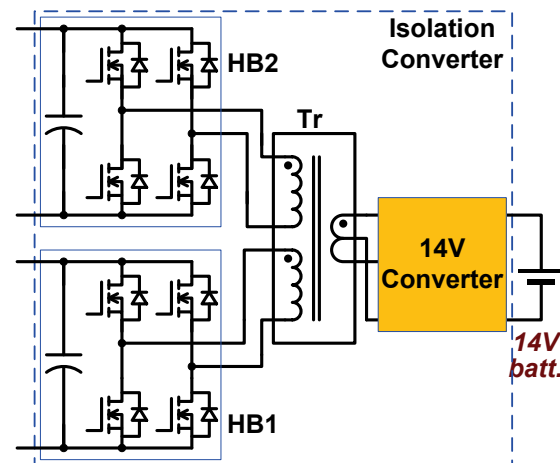 Isolation
Converter
HB2
Tr
14V
Converter
14V
batt.
HB1